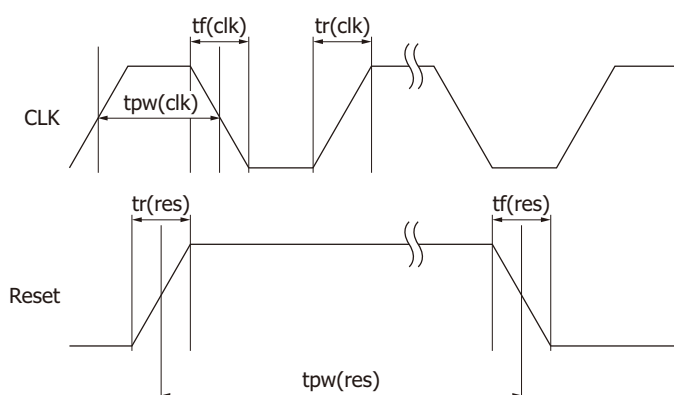 tf(clk)
tr(clk)
tpw(clk)
CLK
tr(res)
tf(res)
Reset
tpw(res)